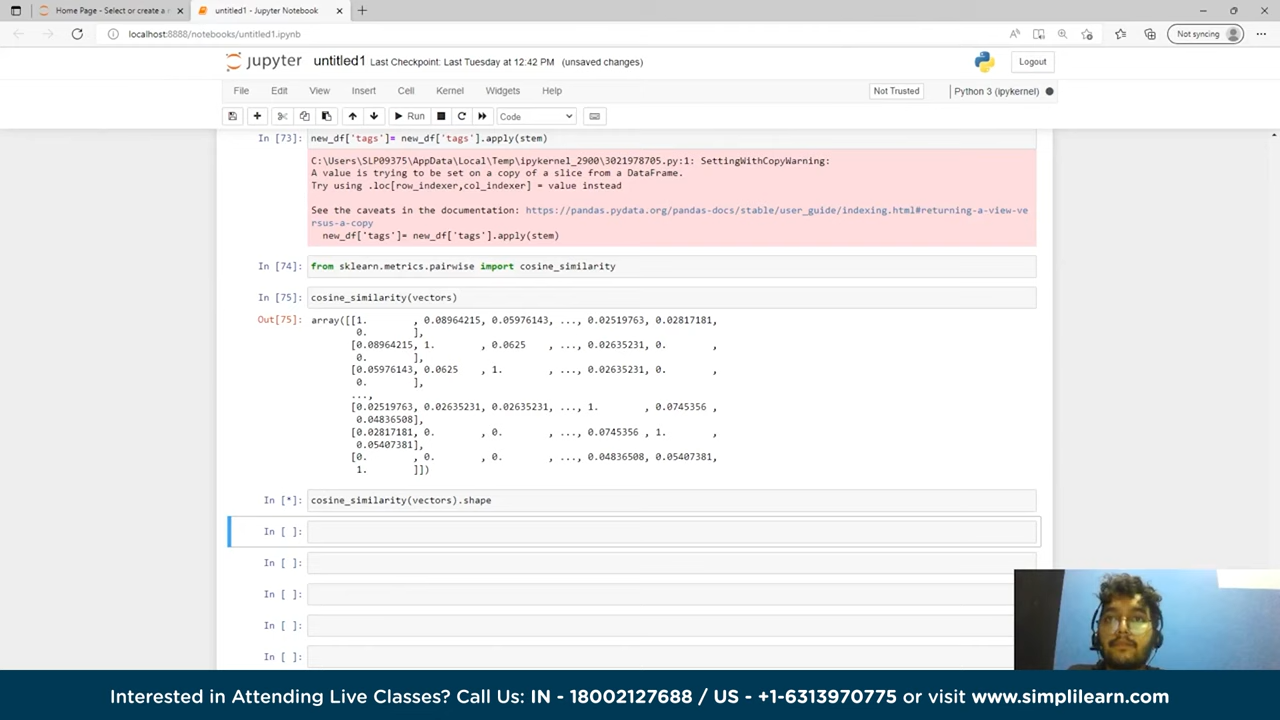 Home Page - Select or create a n
untitled1 - Jupyter Notebook
localhost:8888/notebooks/untitled1.ipynb
Not syncing
jupyter untitled1 Last Checkpoint: Last Tuesday at 12:42 PM (unsaved changes)
Logout
File Edit View Insert Cell Kernel Widgets Help
Not Trusted
Python 3 (ipykernel)
Run
Code
In [73]: new_df['tags']= new_df['tags'].apply(stem)
C:\Users\SLP09375\AppData\Local\Temp\ipykernel_2900\3021978705.py:1: SettingWithCopyWarning:
A value is trying to be set on a copy of a slice from a DataFrame.
Try using .loc[row_indexer,col_indexer] = value instead
See the caveats in the documentation: https://pandas.pydata.org/pandas-docs/stable/user_guide/indexing.html#returning-a-view-ve
rsus-a-copy
new_df['tags']= new_df['tags'].apply(stem)
In [74]: from sklearn.metrics.pairwise import cosine_similarity
In [75]: cosine_similarity(vectors)
Out[75]: array([[1. , 0.08964215, 0.05976143, ..., 0.02519763, 0.02817181,
0. ],
[0.08964215, 1. , 0.0625 , ..., 0.02635231, 0. ,
0. ],
[0.05976143, 0.0625 , 1. , ..., 0.02635231, 0. ,
0. ],
...,
[0.02519763, 0.02635231, 0.02635231, ..., 1. , 0.0745356 ,
0.04836508],
[0.02817181, 0. , 0. , ..., 0.0745356 , 1. ,
0.05407381],
[0. , 0. , 0. , ..., 0.04836508, 0.05407381,
1. ]])
In [*]: cosine_similarity(vectors).shape
In [ ]:
In [ ]:
In [ ]:
In [ ]:
In [ ]:
Interested in Attending Live Classes? Call Us: IN - 18002127688 / US - +1-6313970775 or visit www.simplilearn.com